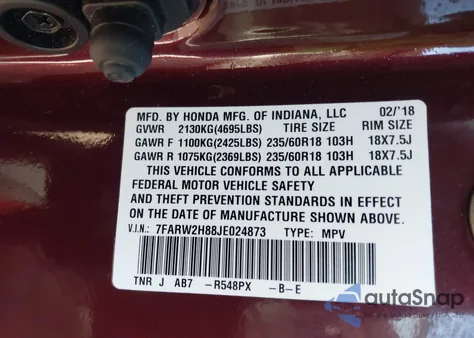 MFD. BY HONDA MFG. OF INDIANA, LLC 02/'18
GVWR 2130KG(4695LBS) TIRE SIZE RIM SIZE
GAWR F 1100KG(2425LBS) 235/60R18 103H 18X7.5J
GAWR R 1075KG(2369LBS) 235/60R18 103H 18X7.5J
THIS VEHICLE CONFORMS TO ALL APPLICABLE
FEDERAL MOTOR VEHICLE SAFETY
AND THEFT PREVENTION STANDARDS IN EFFECT
ON THE DATE OF MANUFACTURE SHOWN ABOVE.
V.I.N.: 7FARW2H88JE024873 TYPE: MPV
TNR J AB7 -R548PX -B-E
autoSnap